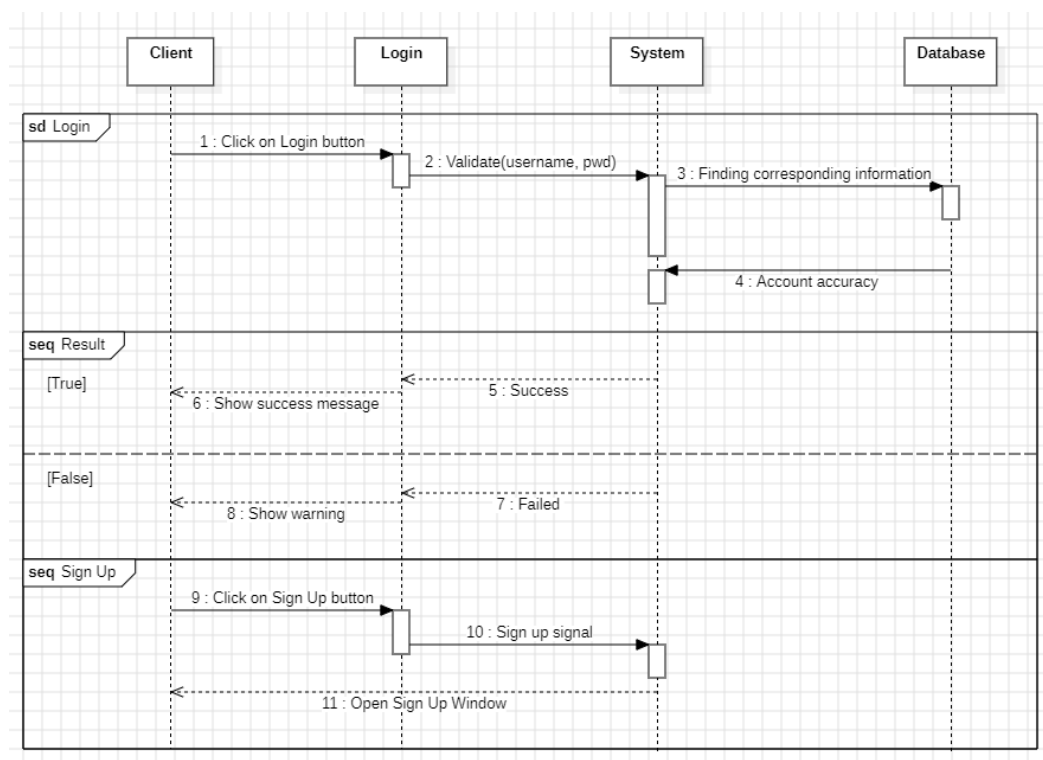 Client
Login
System
Database
sd Login
1 : Click on Login button
2 : Validate(username, pwd)
3 : Finding corresponding information
4 : Account accuracy
seq Result
[True]
5 : Success
6 : Show success message
[False]
7 : Failed
8 : Show warning
seq Sign Up
9 : Click on Sign Up button
10 : Sign up signal
11 : Open Sign Up Window